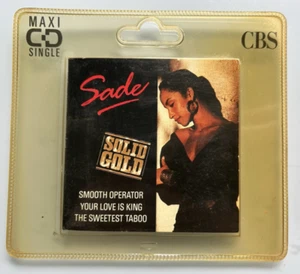 MAXI
CD
SINGLE
CBS
Sade
SOLID
GOLD
SMOOTH OPERATOR
YOUR LOVE IS KING
THE SWEETEST TABOO